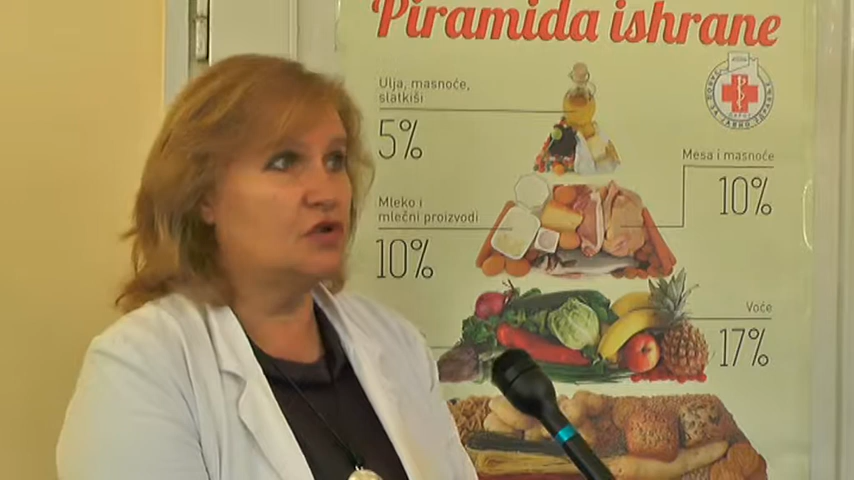 Piramida ishrane
Ulja, masnoće,
slatkiši
5%
Mesa i masnoće
10%
Mleko i
mlečni proizvodi
10%
Voće
17%